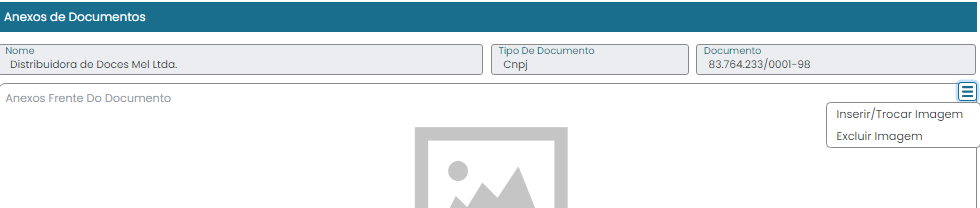 Anexos de Documentos
Nome
Distribuidora de Doces Mel Ltda.
Tipo De Documento
Cnpj
Documento
83.764.233/0001-98
Anexos Frente Do Documento
Inserir/Trocar Imagem
Excluir Imagem